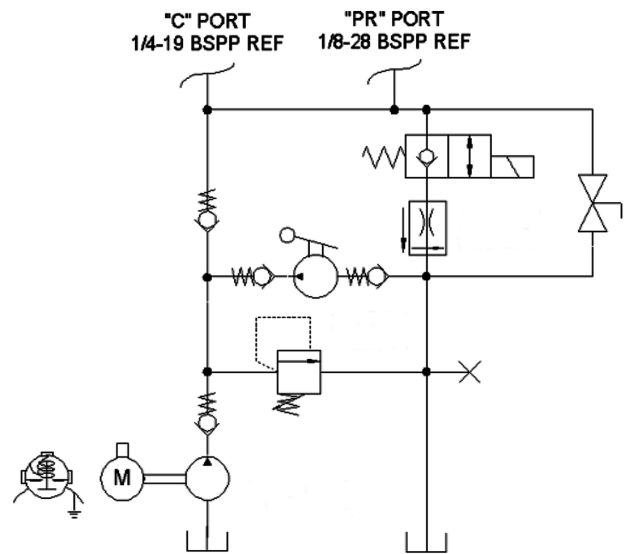 "C" PORT
1/4-19 BSPP REF
"PR" PORT
1/8-28 BSPP REF
M